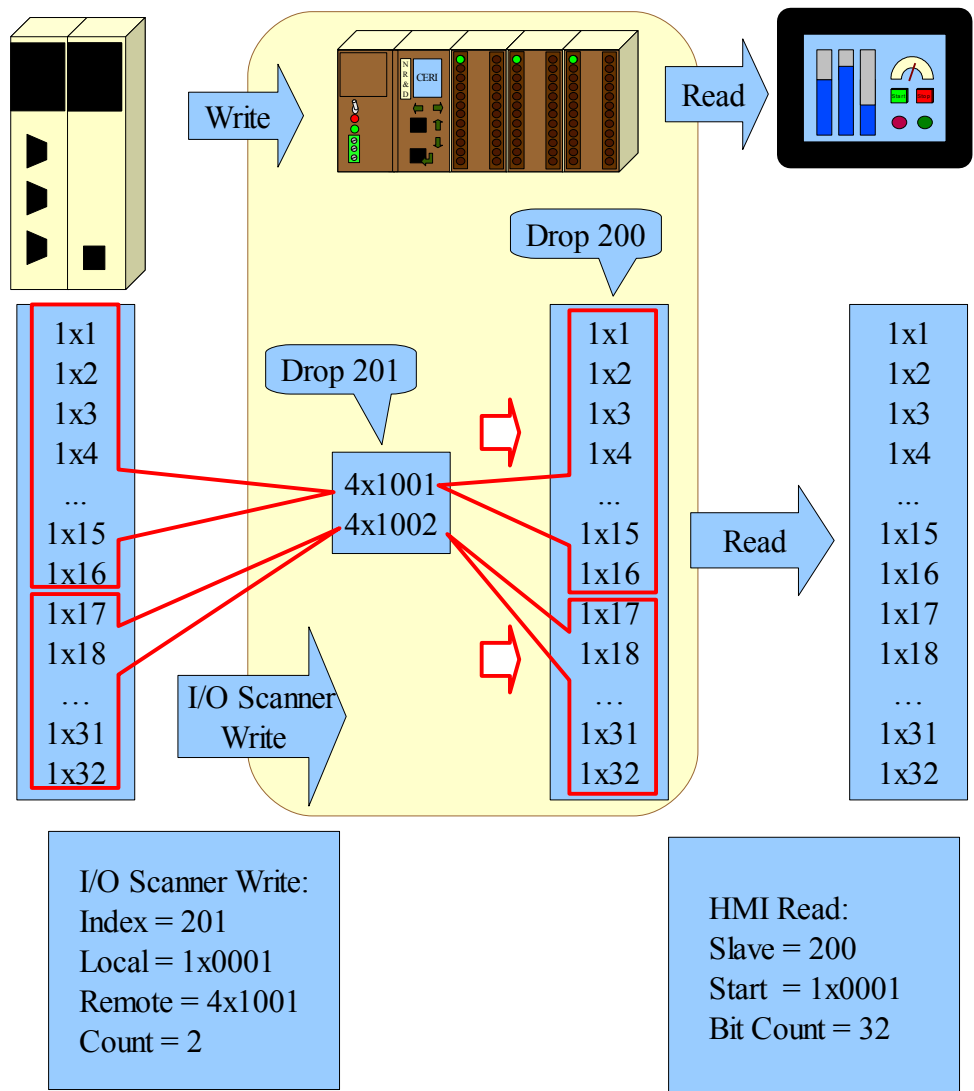 Write
NR&D
CERI
Read
Start
Drop 200
1x1
1x2
1x3
1x4
...
1x15
1x16
1x17
1x18
...
1x31
1x32
Drop 201
4x1001
4x1002
I/O Scanner
Write
1x1
1x2
1x3
1x4
...
1x15
1x16
1x17
1x18
...
1x31
1x32
Read
1x1
1x2
1x3
1x4
...
1x15
1x16
1x17
1x18
...
1x31
1x32
I/O Scanner Write:
Index = 201
Local = 1x0001
Remote = 4x1001
Count = 2
HMI Read:
Slave = 200
Start = 1x0001
Bit Count = 32